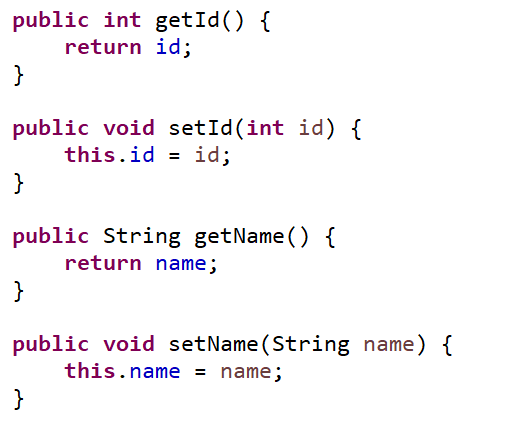 public int getId() {
    return id;
}

public void setId(int id) {
    this.id = id;
}

public String getName() {
    return name;
}

public void setName(String name) {
    this.name = name;
}